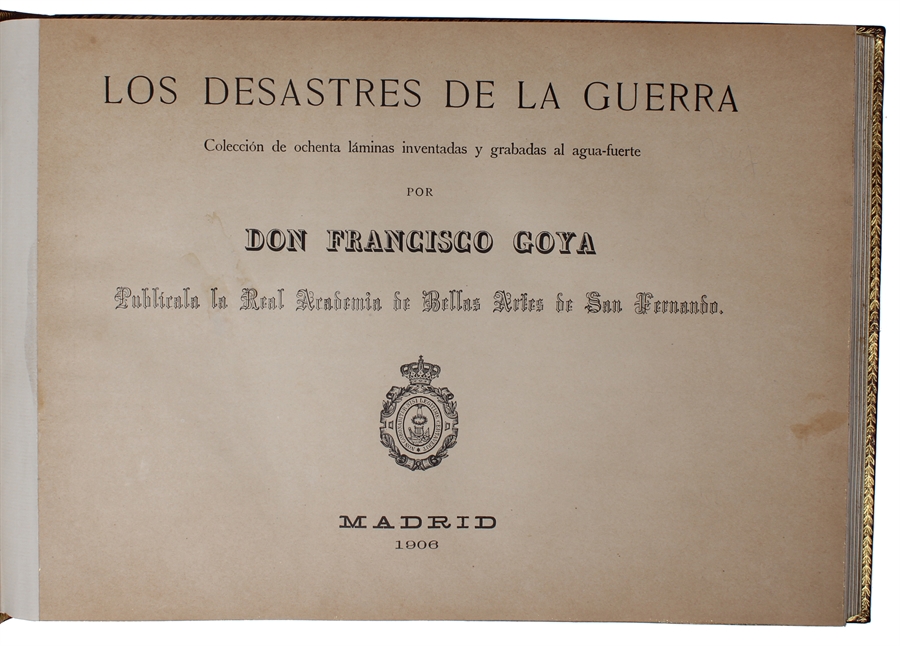 LOS DESASTRES DE LA GUERRA
Colección de ochenta láminas inventadas y grabadas al agua-fuerte
POR
DON FRANCISCO GOYA
Publícala la Real Academia de Bellas Artes de San Fernando.
MADRID
1906